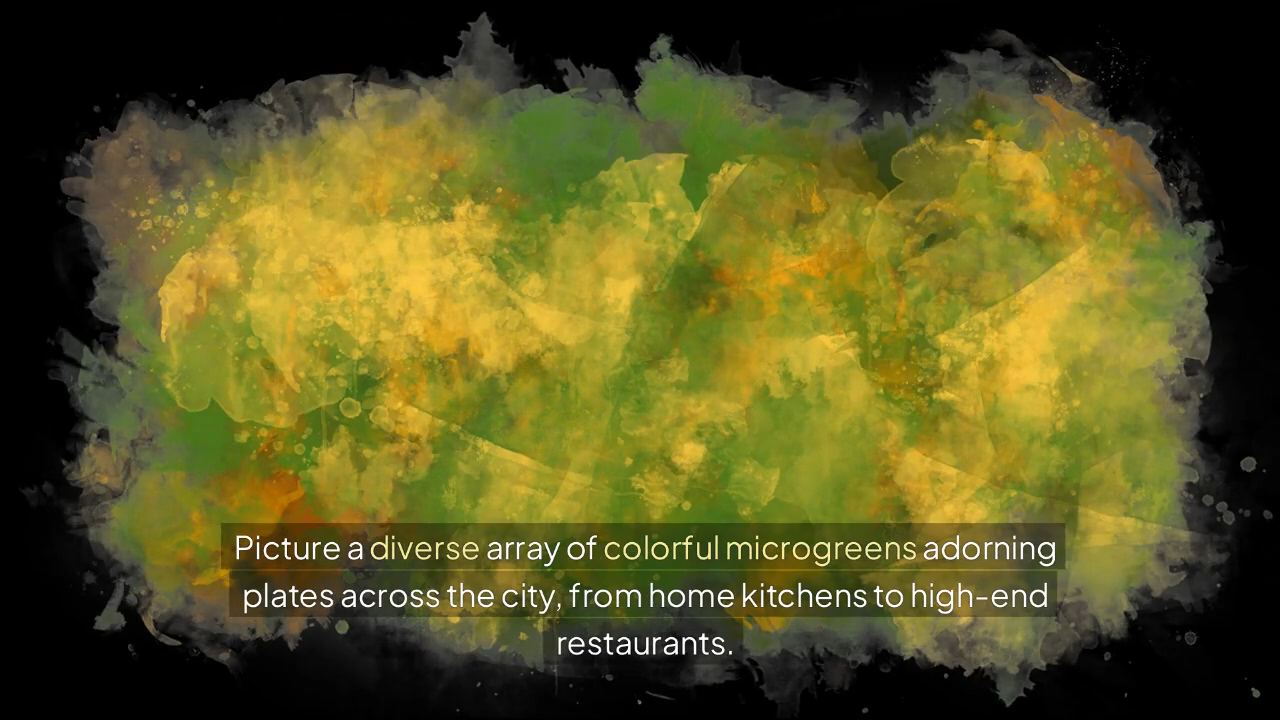 Picture a diverse array of colorful microgreens adorning
plates across the city, from home kitchens to high-end
restaurants.